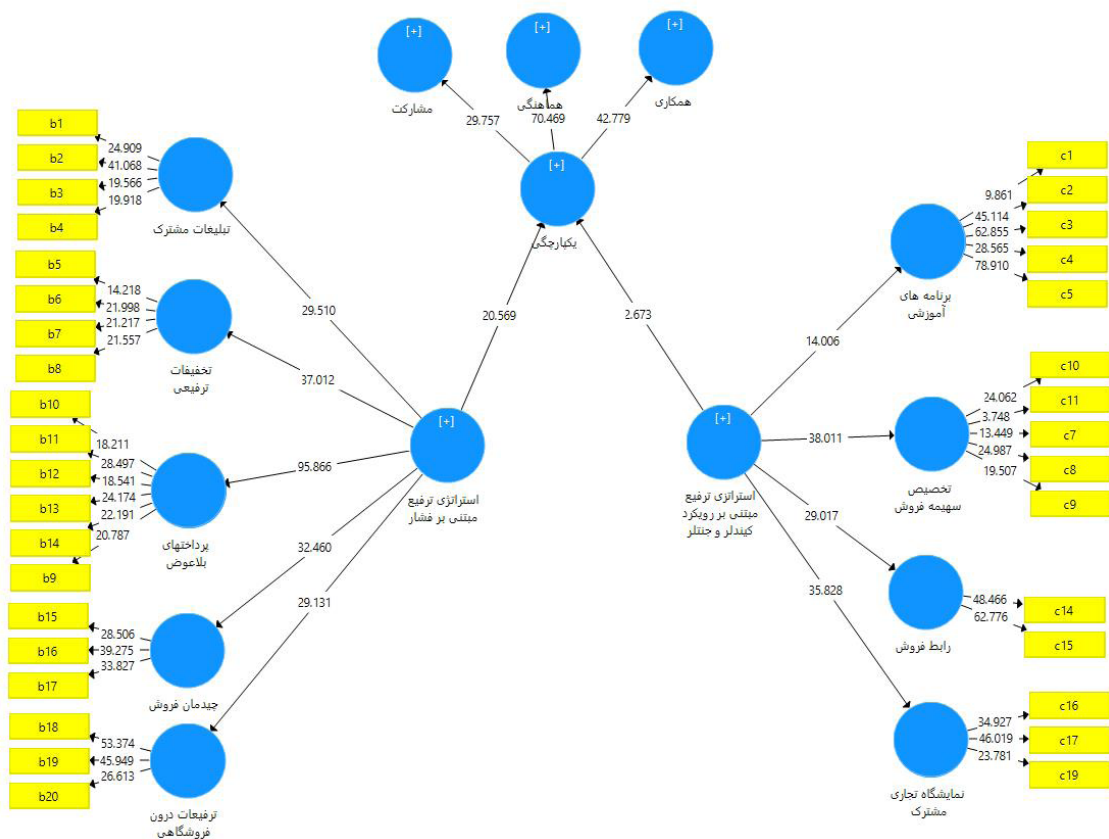 [+]
[+]
[+]
مشارکت
هماهنگی
همکاری
29.757
70.469
42.779
[+]
یکپارچگی
20.569
2.673
b1
b2
b3
b4
24.909
41.068
19.566
19.918
تبلیغات مشترک
b5
b6
b7
b8
14.218
21.998
21.217
21.557
تخفیفات
ترفیعی
b10
b11
b12
b13
b14
b9
18.211
28.497
18.541
24.174
22.191
20.787
پرداختهای
بلاعوض
b15
b16
b17
28.506
39.275
33.827
چیدمان فروش
b18
b19
b20
53.374
45.949
26.613
ترفیعات درون
فروشگاهی
29.510
37.012
95.866
32.460
29.131
[+]
استراتژی ترفیع
مبتنی بر فشار
[+]
استراتزی ترفیع
مبتنی بر رویکرد
کیندلر و جنتلر
14.006
38.011
29.017
35.828
برنامه های
آموزشی
9.861
45.114
62.855
28.565
78.910
c1
c2
c3
c4
c5
تخصیص
سهیمه فروش
24.062
3.748
13.449
24.987
19.507
c10
c11
c7
c8
c9
رابط فروش
48.466
62.776
c14
c15
نمایشگاه تجاری
مشترک
34.927
46.019
23.781
c16
c17
c19